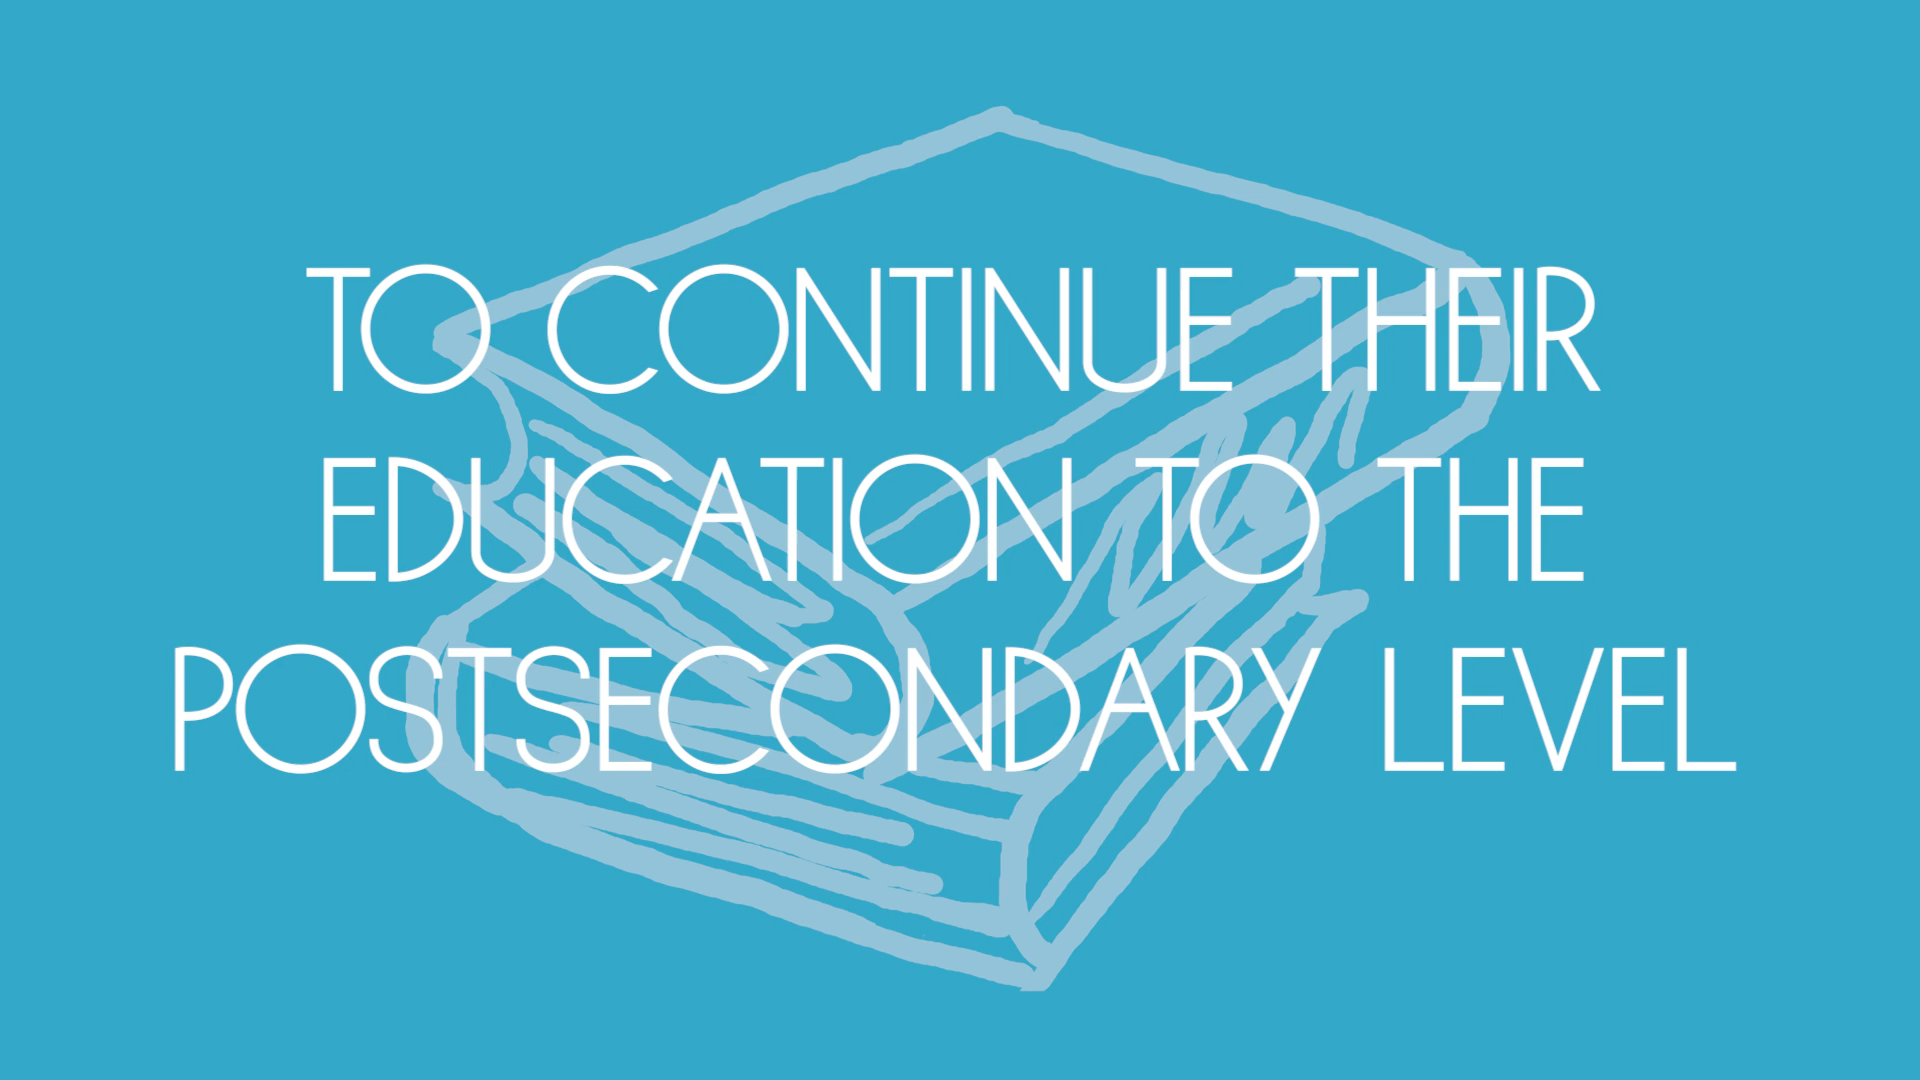 TO CONTINUE THEIR
EDUCATION TO THE
POSTSECONDARY LEVEL